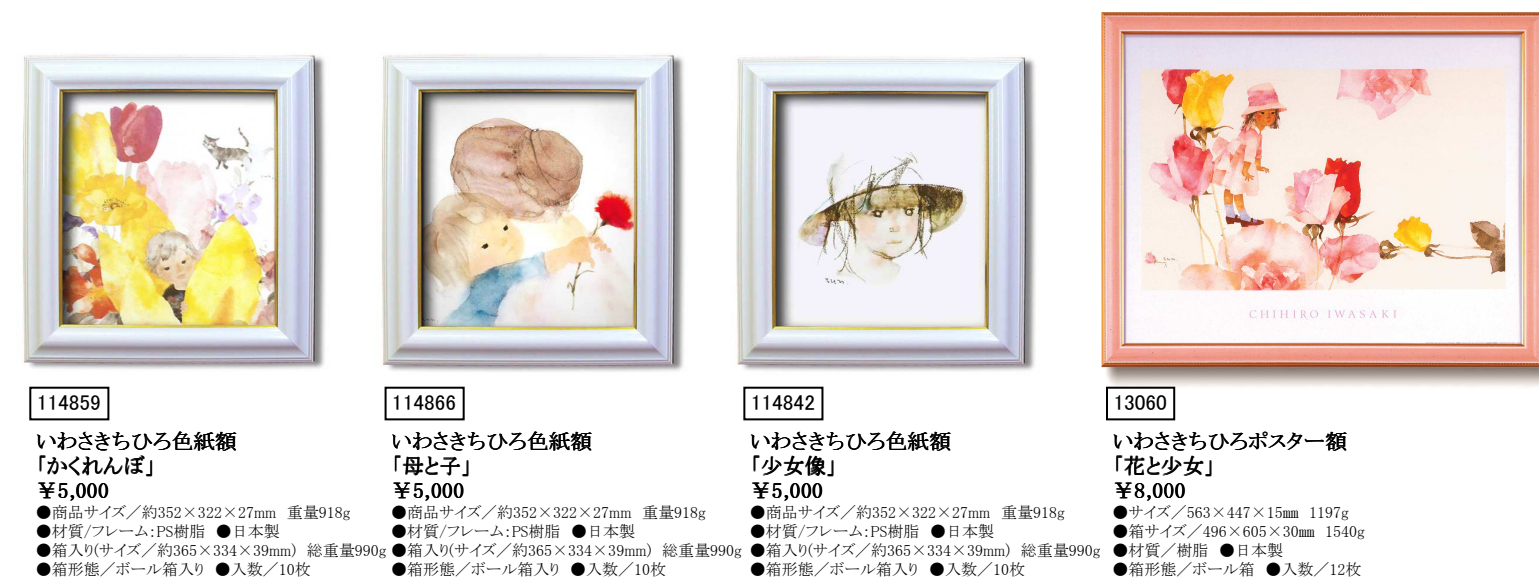 CHIHIRO IWASAKI
114859
いわさきちひろ色紙額
「かくれんぼ」
￥5,000
●商品サイズ／約352×322×27mm 重量918g
●材質/フレーム:PS樹脂 ●日本製
●箱入り(サイズ／約365×334×39mm) 総重量990g
●箱形態／ボール箱入り ●入数／10枚
114866
いわさきちひろ色紙額
「母と子」
￥5,000
●商品サイズ／約352×322×27mm 重量918g
●材質/フレーム:PS樹脂 ●日本製
●箱入り(サイズ／約365×334×39mm) 総重量990g
●箱形態／ボール箱入り ●入数／10枚
114842
いわさきちひろ色紙額
「少女像」
￥5,000
●商品サイズ／約352×322×27mm 重量918g
●材質/フレーム:PS樹脂 ●日本製
●箱入り(サイズ／約365×334×39mm) 総重量990g
●箱形態／ボール箱入り ●入数／10枚
13060
いわさきちひろポスター額
「花と少女」
￥8,000
●サイズ／563×447×15㎜ 1197g
●箱サイズ／496×605×30㎜ 1540g
●材質／樹脂 ●日本製
●箱形態／ボール箱 ●入数／12枚